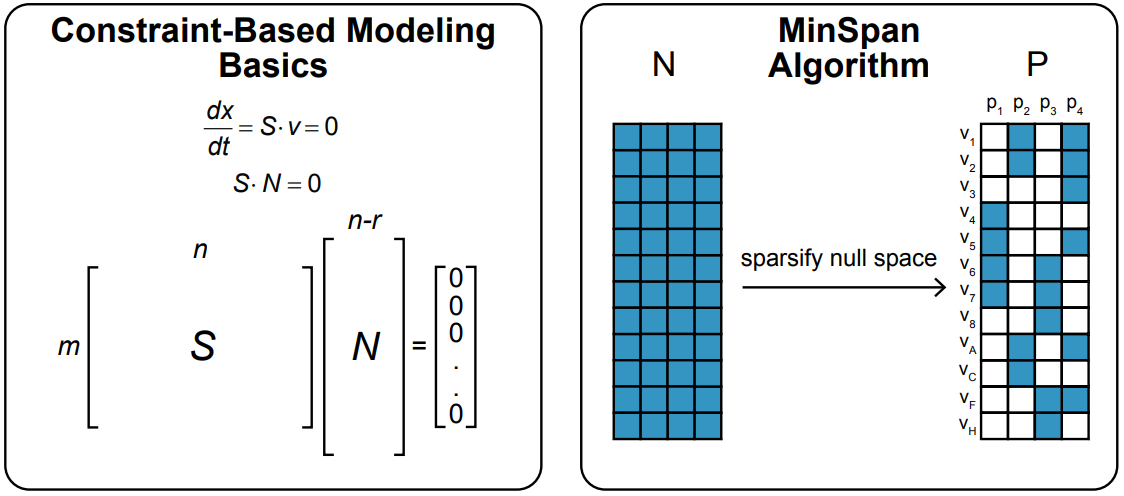 Constraint-Based Modeling
Basics
dx
dt
= S· v = 0
S· N = 0
n
n-r
m
S
N
=
0
0
0
.
.
0
MinSpan
Algorithm
N
P
p1 p2 p3 p4
v1
v2
v3
v4
v5
v6
v7
v8
vA
vC
vF
vH
sparsify null space